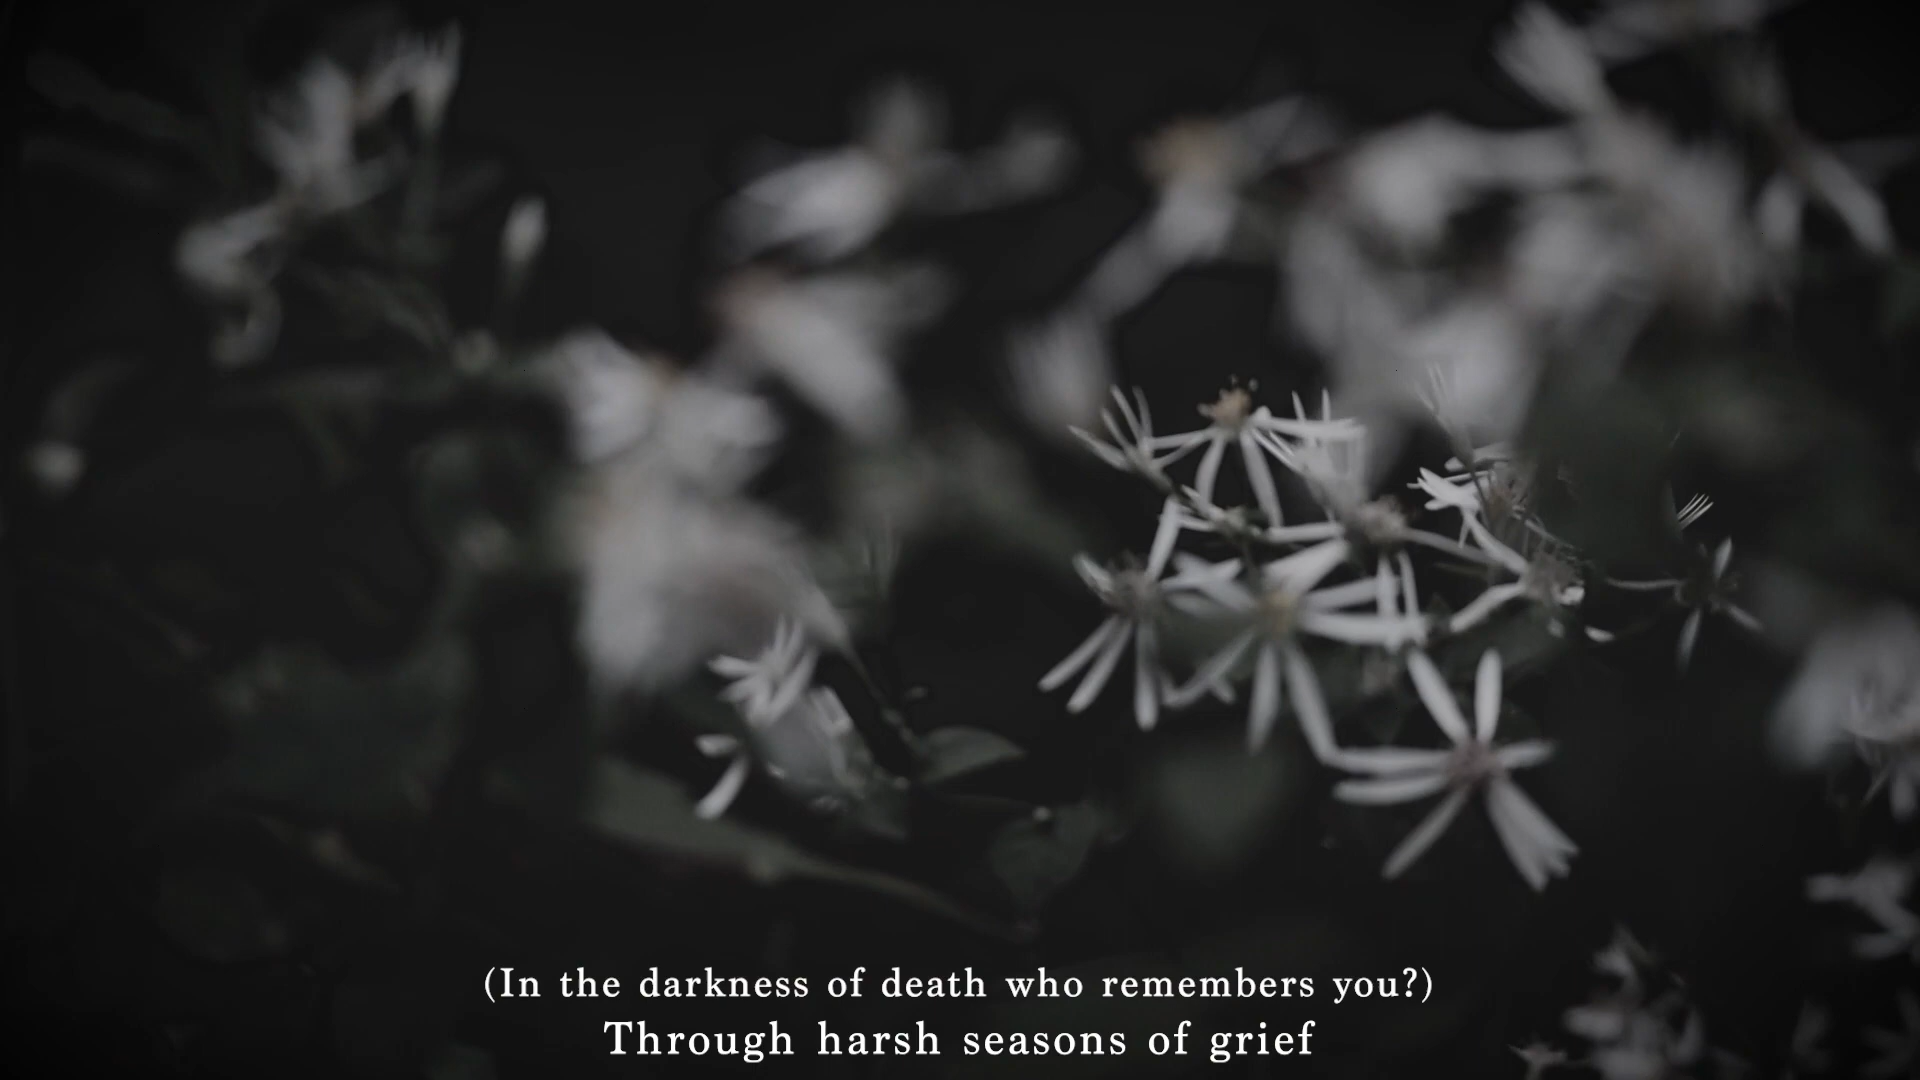 (In the darkness of death who remembers you?)
Through harsh seasons of grief